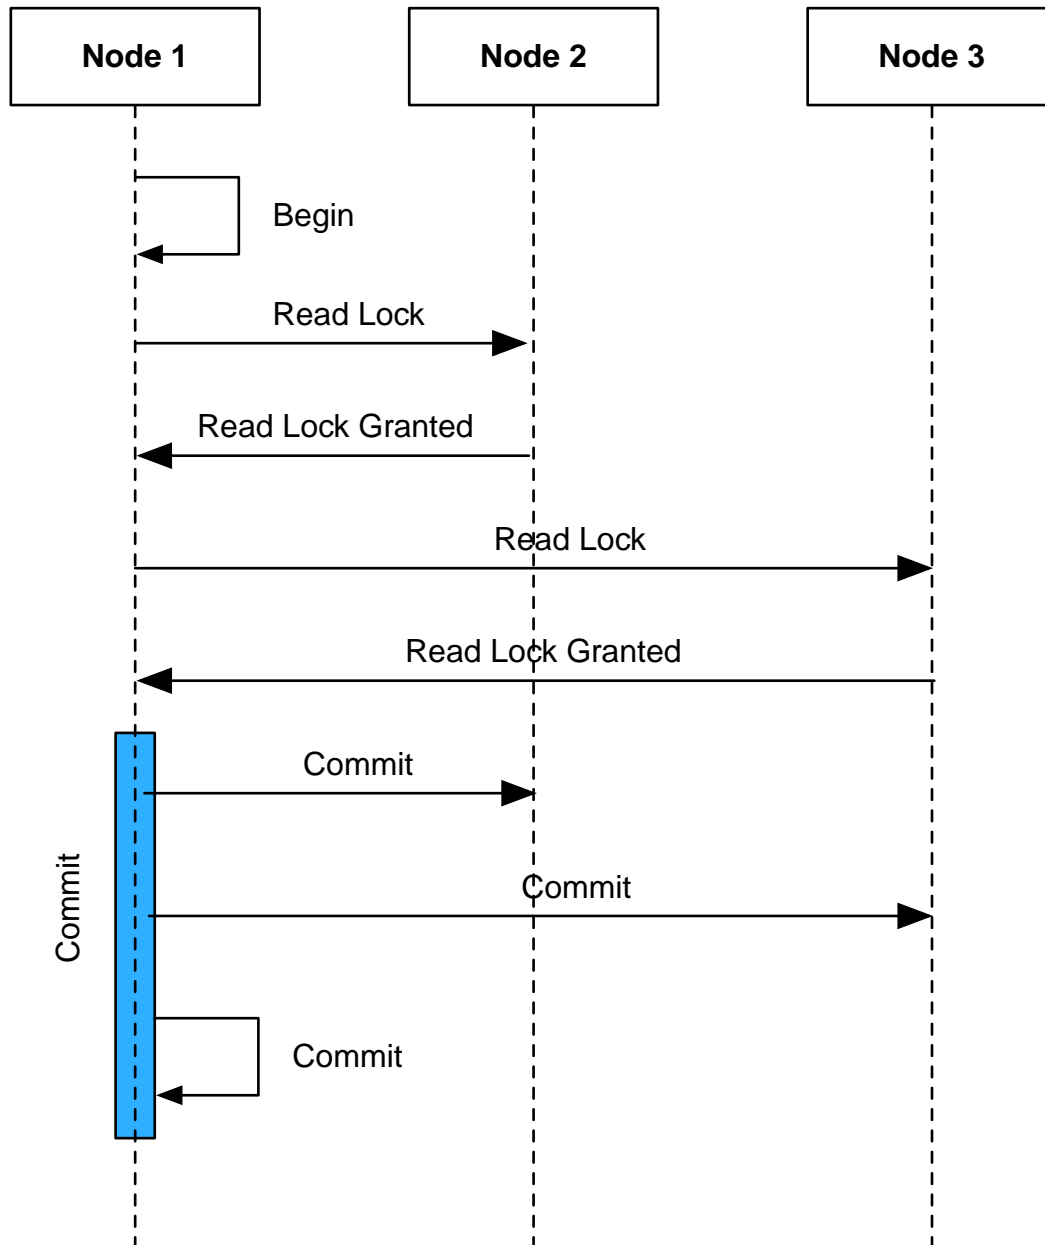 Node 1
Node 2
Node 3
Begin
Read Lock
Read Lock Granted
Read Lock
Read Lock Granted
Commit
Commit
Commit
Commit